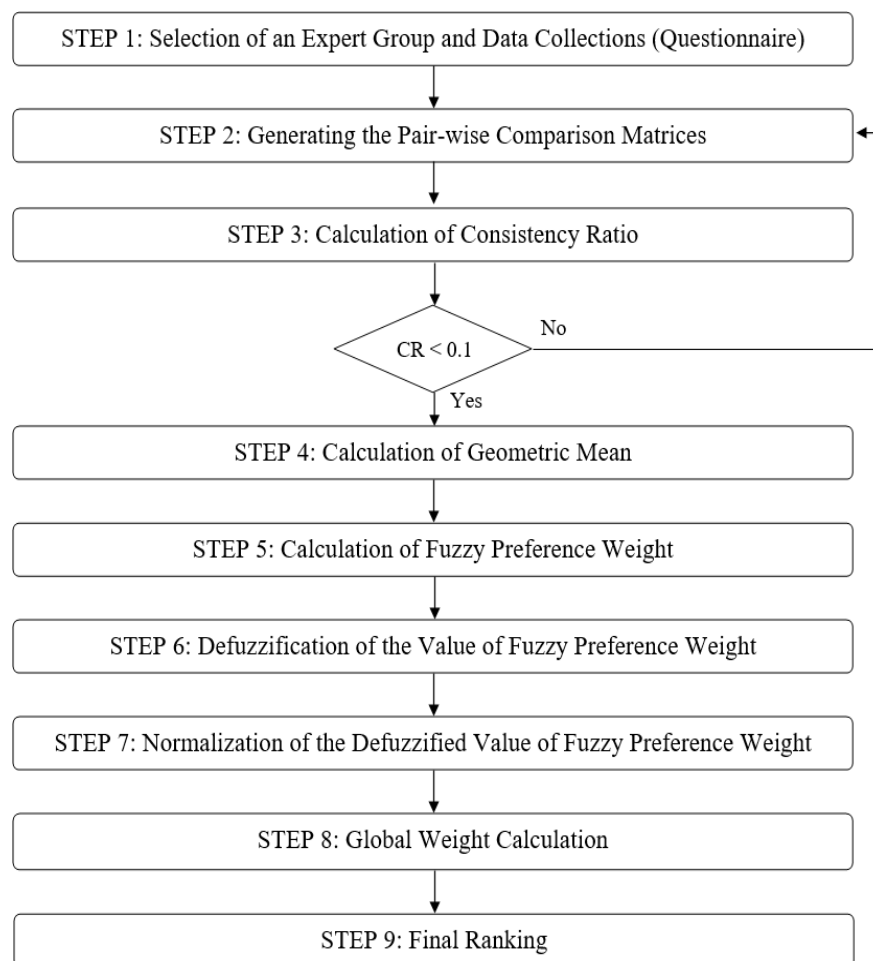 STEP 1: Selection of an Expert Group and Data Collections (Questionnaire)
STEP 2: Generating the Pair-wise Comparison Matrices
STEP 3: Calculation of Consistency Ratio
No
CR < 0.1
Yes
STEP 4: Calculation of Geometric Mean
STEP 5: Calculation of Fuzzy Preference Weight
STEP 6: Defuzzification of the Value of Fuzzy Preference Weight
STEP 7: Normalization of the Defuzzified Value of Fuzzy Preference Weight
STEP 8: Global Weight Calculation
STEP 9: Final Ranking